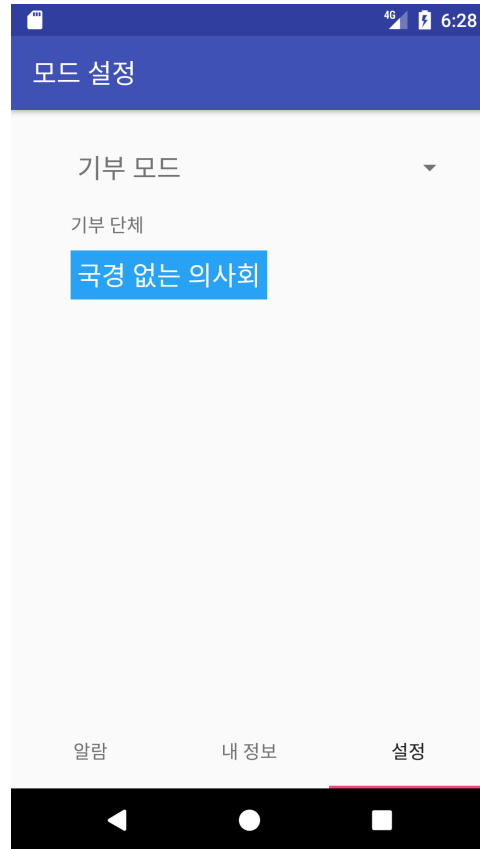 4G 6:28
모드 설정
기부 모드
기부 단체
국경 없는 의사회
알람 내 정보 설정